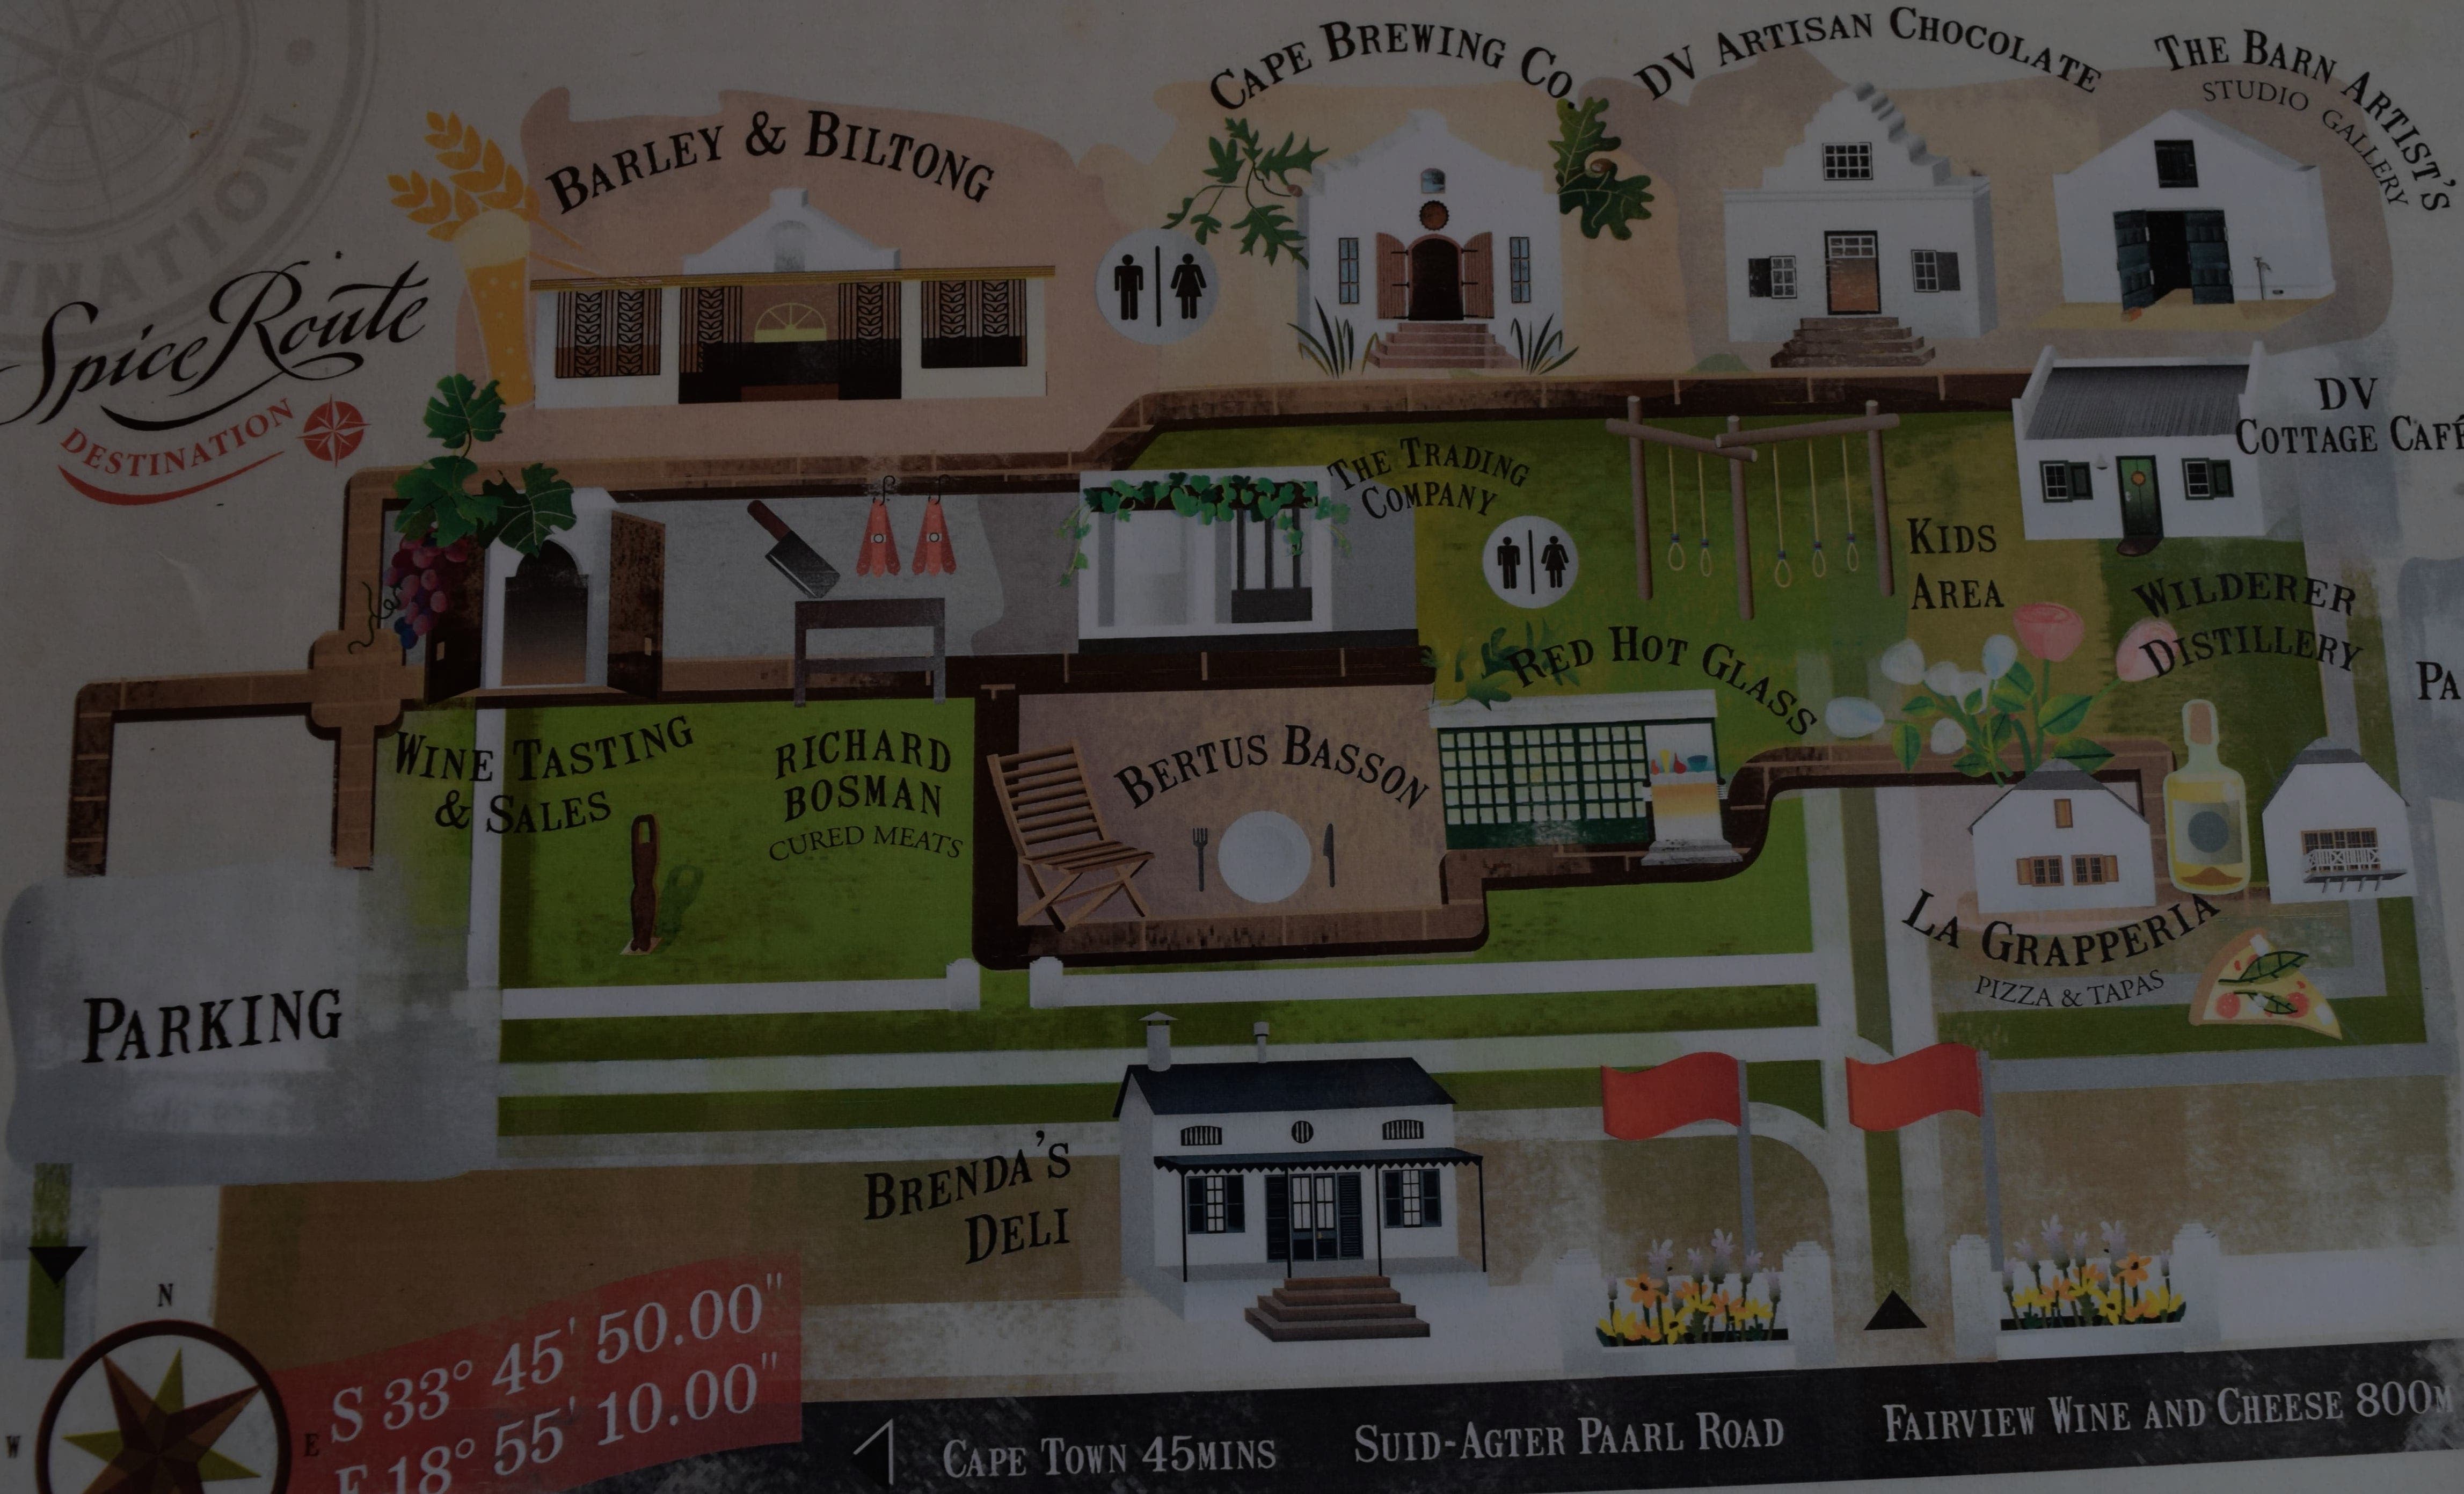 Cape Brewing Co.
DV Artisan Chocolate
The Barn Artist's
Studio Gallery
Barley & Biltong
INATION
Spice Route
DESTINATION
DV
Cottage Café
The Trading
Company
Kids
Area
Wilderer
Distillery
Red Hot Glass
Wine Tasting
& Sales
RICHARD
BOSMAN
CURED MEATS
Bertus Basson
La Grapperia
PIZZA & TAPAS
Parking
Brenda's
Deli
N
W
E
S 33° 45' 50.00"
E 18° 55' 10.00"
Cape Town 45mins
Suid-Agter Paarl Road
Fairview Wine and Cheese 800m